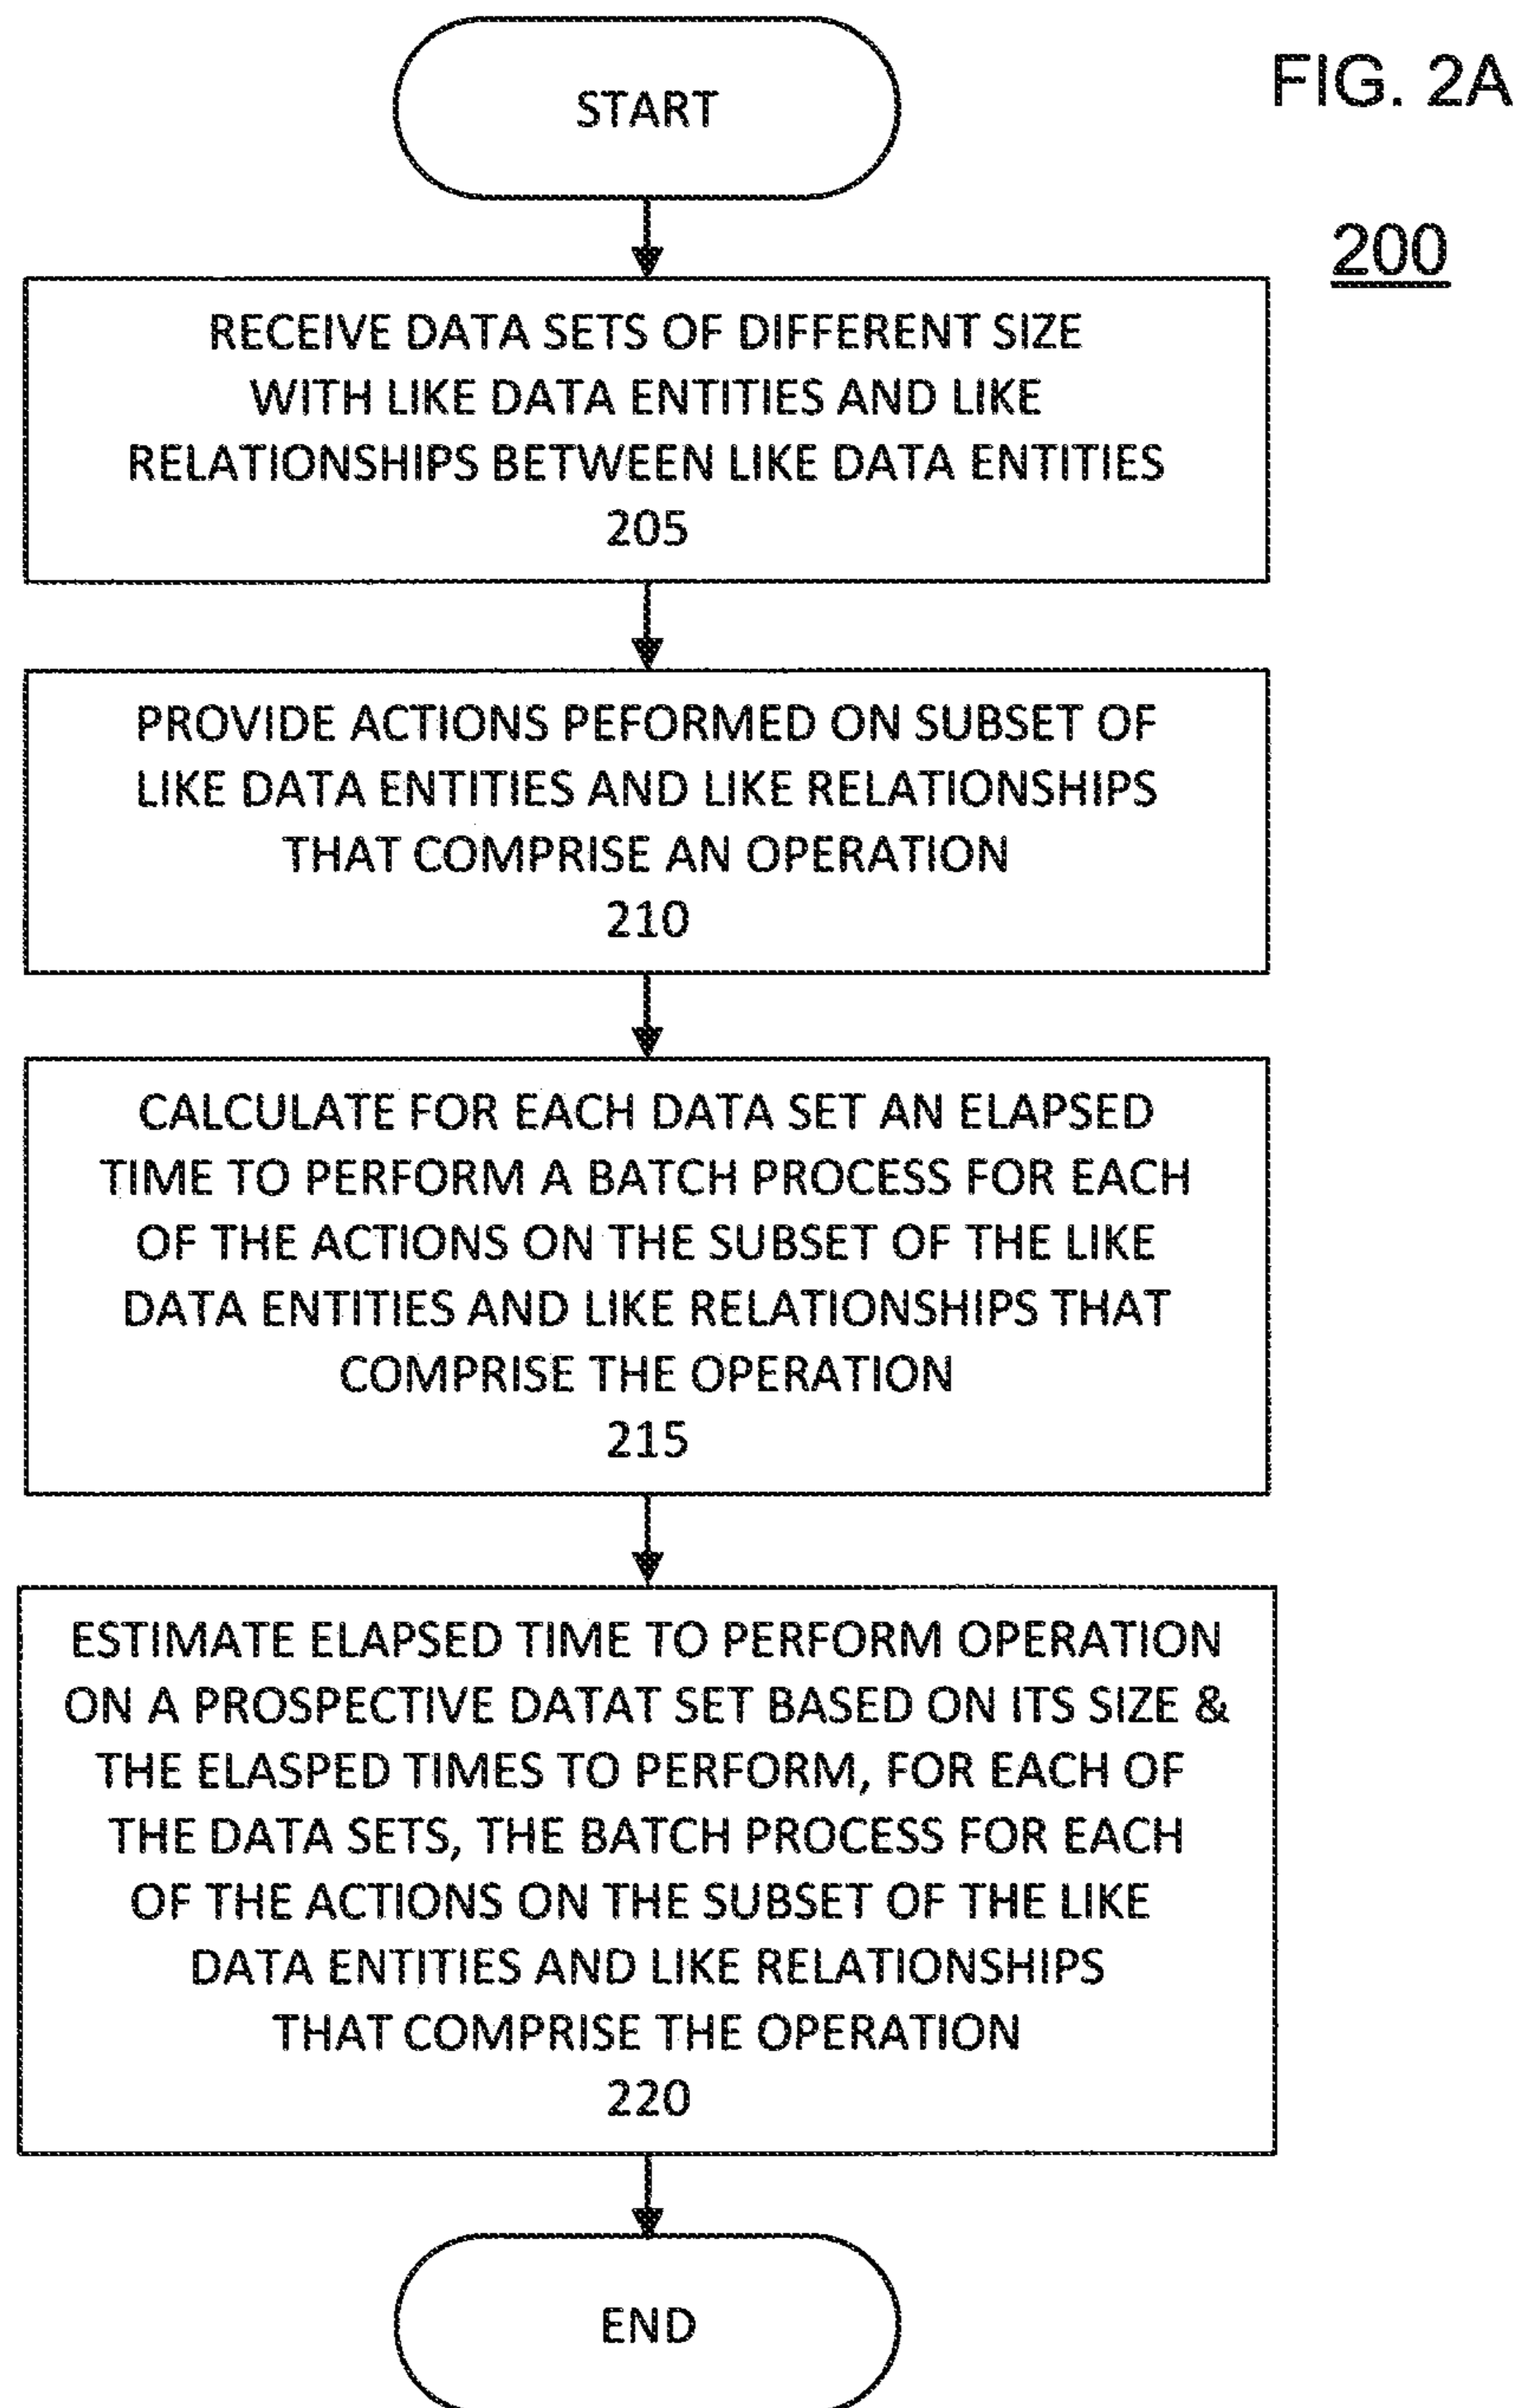 START
FIG. 2A
200
RECEIVE DATA SETS OF DIFFERENT SIZE
WITH LIKE DATA ENTITIES AND LIKE
RELATIONSHIPS BETWEEN LIKE DATA ENTITIES
205
PROVIDE ACTIONS PEFORMED ON SUBSET OF
LIKE DATA ENTITIES AND LIKE RELATIONSHIPS
THAT COMPRISE AN OPERATION
210
CALCULATE FOR EACH DATA SET AN ELAPSED
TIME TO PERFORM A BATCH PROCESS FOR EACH
OF THE ACTIONS ON THE SUBSET OF THE LIKE
DATA ENTITIES AND LIKE RELATIONSHIPS THAT
COMPRISE THE OPERATION
215
ESTIMATE ELAPSED TIME TO PERFORM OPERATION
ON A PROSPECTIVE DATAT SET BASED ON ITS SIZE &
THE ELASPED TIMES TO PERFORM, FOR EACH OF
THE DATA SETS, THE BATCH PROCESS FOR EACH
OF THE ACTIONS ON THE SUBSET OF THE LIKE
DATA ENTITIES AND LIKE RELATIONSHIPS
THAT COMPRISE THE OPERATION
220
END